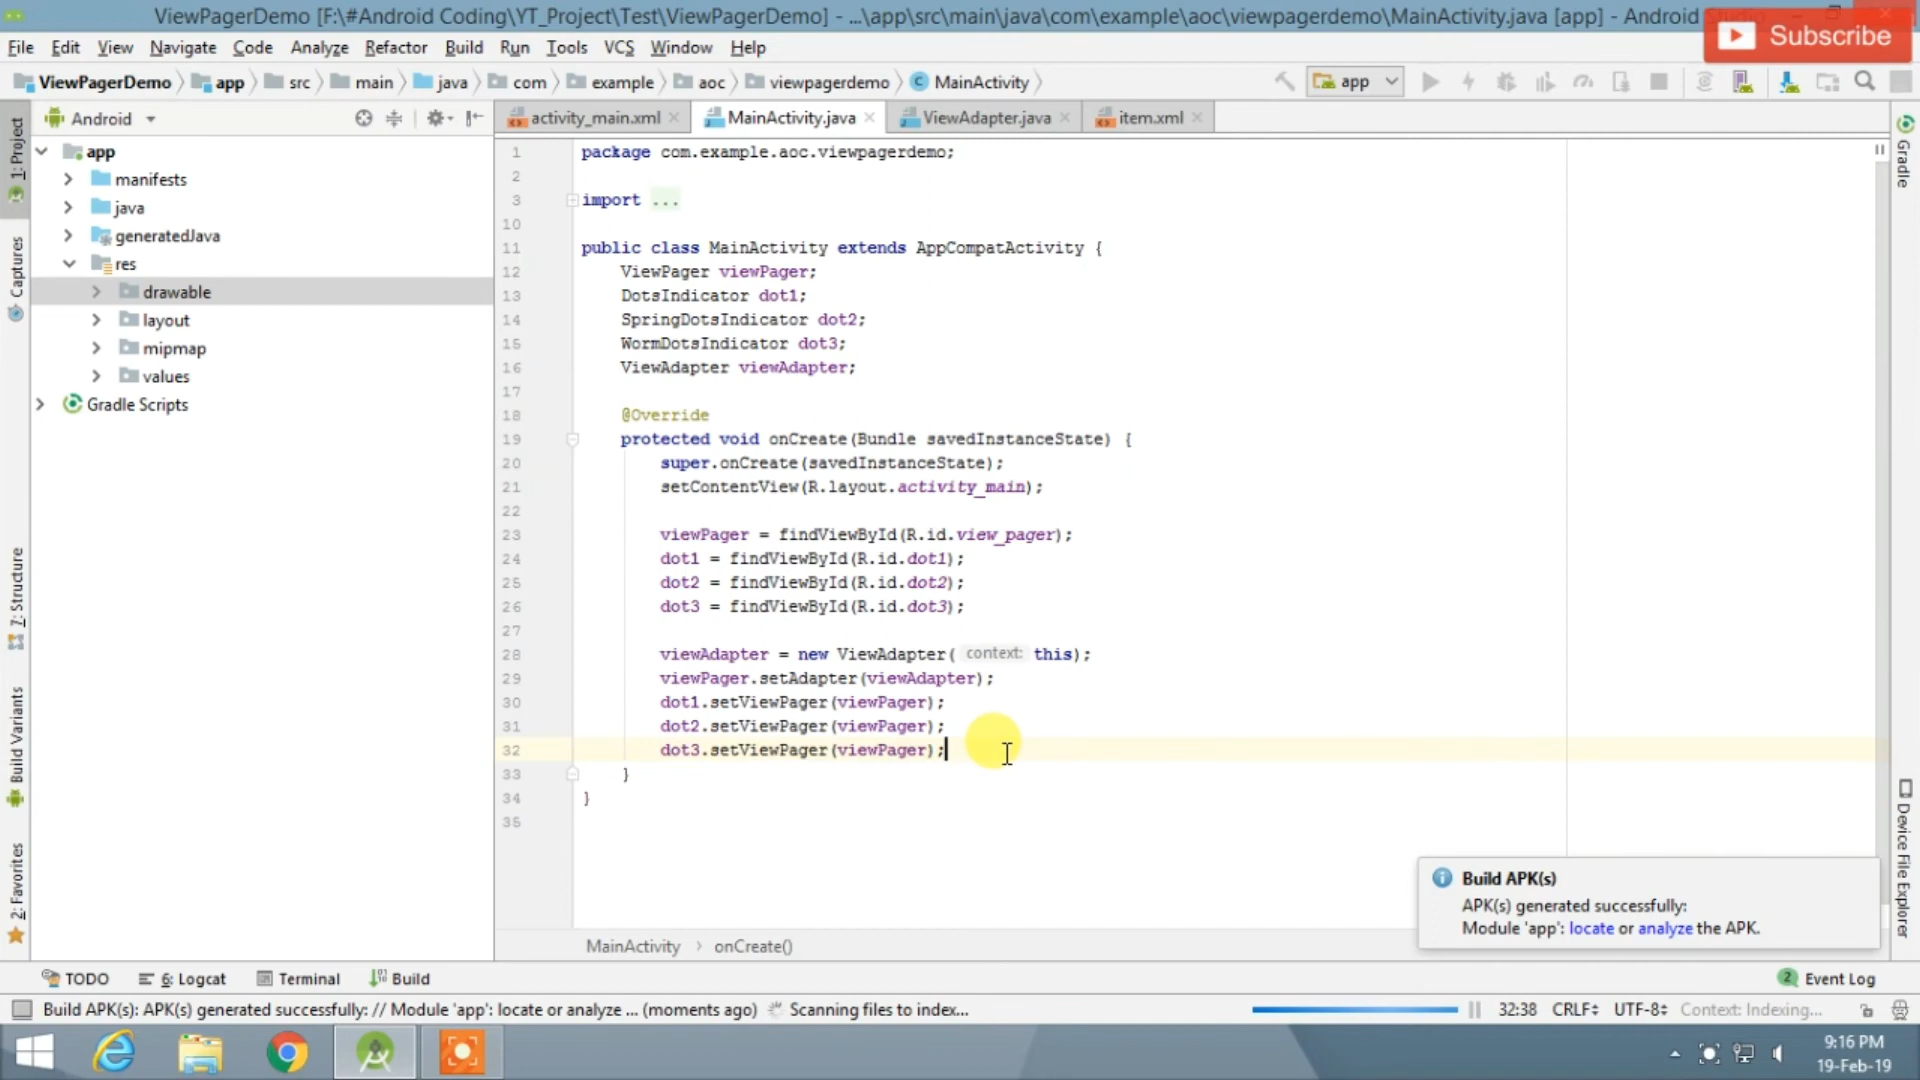 ViewPagerDemo [F:\#Android Coding\YT_Project\Test\ViewPagerDemo] - ...\app\src\main\java\com\example\aoc\viewpagerdemo\MainActivity.java [app] - Android
Subscribe
File Edit View Navigate Code Analyze Refactor Build Run Tools VCS Window Help
ViewPagerDemo app src main java com example aoc viewpagerdemo MainActivity
app
Android
activity_main.xml MainActivity.java ViewAdapter.java item.xml
1: Project
Captures
7: Structure
Build Variants
2: Favorites
app
manifests
java
generatedJava
res
drawable
layout
mipmap
values
Gradle Scripts
1 package com.example.aoc.viewpagerdemo;
2
3 import ...
10
11 public class MainActivity extends AppCompatActivity {
12 ViewPager viewPager;
13 DotsIndicator dot1;
14 SpringDotsIndicator dot2;
15 WormDotsIndicator dot3;
16 ViewAdapter viewAdapter;
17
18 @Override
19 protected void onCreate(Bundle savedInstanceState) {
20 super.onCreate(savedInstanceState);
21 setContentView(R.layout.activity_main);
22
23 viewPager = findViewById(R.id.view_pager);
24 dot1 = findViewById(R.id.dot1);
25 dot2 = findViewById(R.id.dot2);
26 dot3 = findViewById(R.id.dot3);
27
28 viewAdapter = new ViewAdapter( context: this);
29 viewPager.setAdapter(viewAdapter);
30 dot1.setViewPager(viewPager);
31 dot2.setViewPager(viewPager);
32 dot3.setViewPager(viewPager);
33 }
34 }
35
Gradle
Device File Explorer
Build APK(s)
APK(s) generated successfully:
Module 'app': locate or analyze the APK.
MainActivity › onCreate()
TODO 6: Logcat Terminal Build
2 Event Log
Build APK(s): APK(s) generated successfully: // Module 'app': locate or analyze ... (moments ago) Scanning files to index... 32:38 CRLF UTF-8 Context: Indexing...
9:16 PM
19-Feb-19